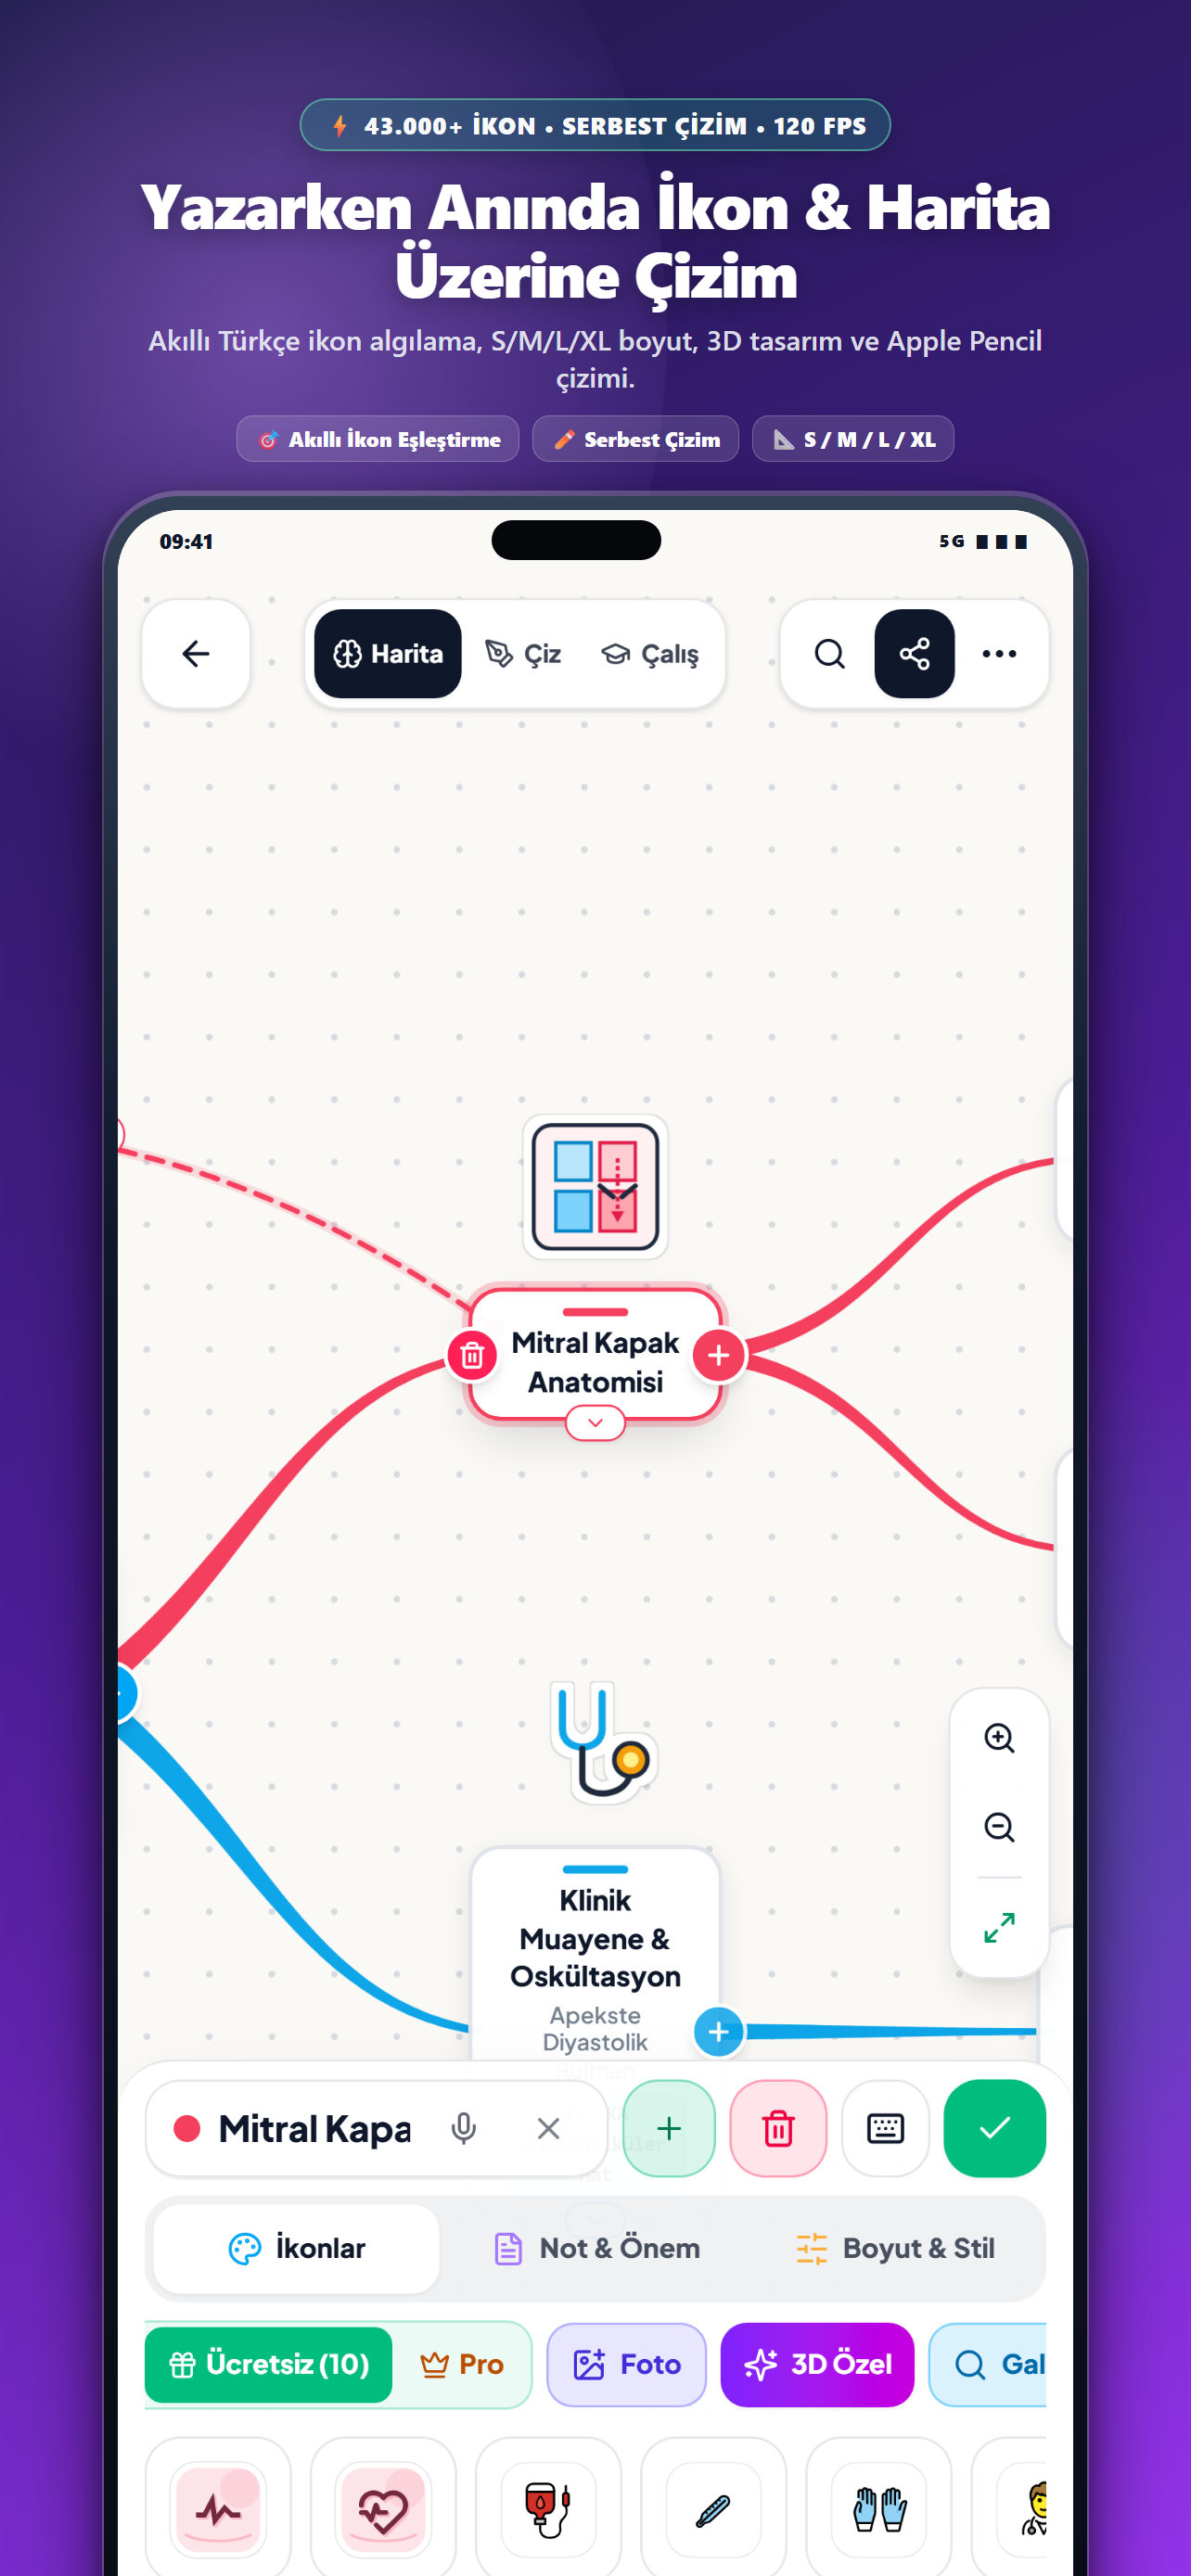 43.000+ İKON • SERBEST ÇİZİM • 120 FPS
Yazarken Anında İkon & Harita
Üzerine Çizim
Akıllı Türkçe ikon algılama, S/M/L/XL boyut, 3D tasarım ve Apple Pencil
çizimi.
Akıllı İkon Eşleştirme
Serbest Çizim
S / M / L / XL
09:41
5G
Harita
Çiz
Çalış
Mitral Kapak
Anatomisi
Klinik
Muayene &
Oskültasyon
Apekste
Diyastolik
Rulman
Mitral Kapa
İkonlar
Not & Önem
Boyut & Stil
Ücretsiz (10)
Pro
Foto
3D Özel
Gal